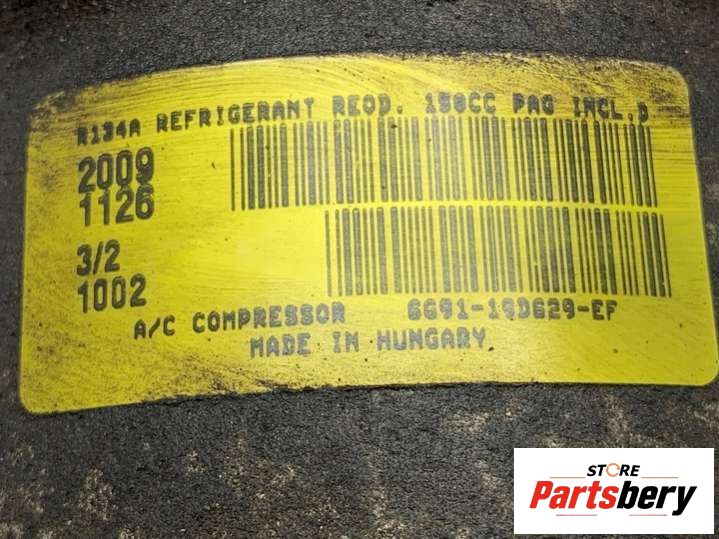 R134A REFRIGERANT REQD. 150CC PAG INCL.D
2009
1126
3/2
1002
A/C COMPRESSOR 6G91-19D629-EF
MADE IN HUNGARY
STORE
Partsbery